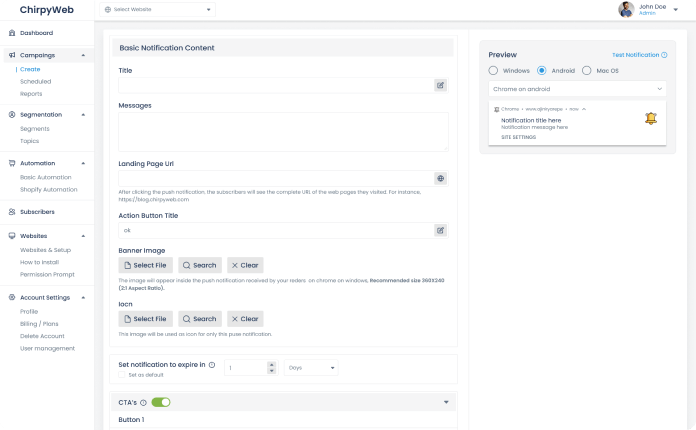 ChirpyWeb
Select Website
John Doe
Admin
Dashboard
Campaings
Create
Scheduled
Reports
Segmentation
Segments
Topics
Automation
Basic Automation
Shopify Automation
Subscribers
Websites
Websites & Setup
How to Install
Permission Prompt
Account Settings
Profile
Billing / Plans
Delete Account
User management
Basic Notification Content
Title
Messages
Landing Page Url
After clicking the push notification, the subscribers will see the complete URL of the web pages they visited. For instance,
https://blog.chirpyweb.com
Action Button Title
ok
Banner Image
Select File
Search
Clear
The image will appear inside the push notification received by your reders on chrome on windows, Recommended size 360X240
(2:1 Aspect Ratio).
Iocn
Select File
Search
Clear
This image will be used as icon for only this puse notification.
Set notification to expire in
Set as default
1
Days
CTA's
Button 1
Preview
Test Notification
Windows
Android
Mac OS
Chrome on android
Chrome • • now
Notification title here
Notification message here
SITE SETTINGS